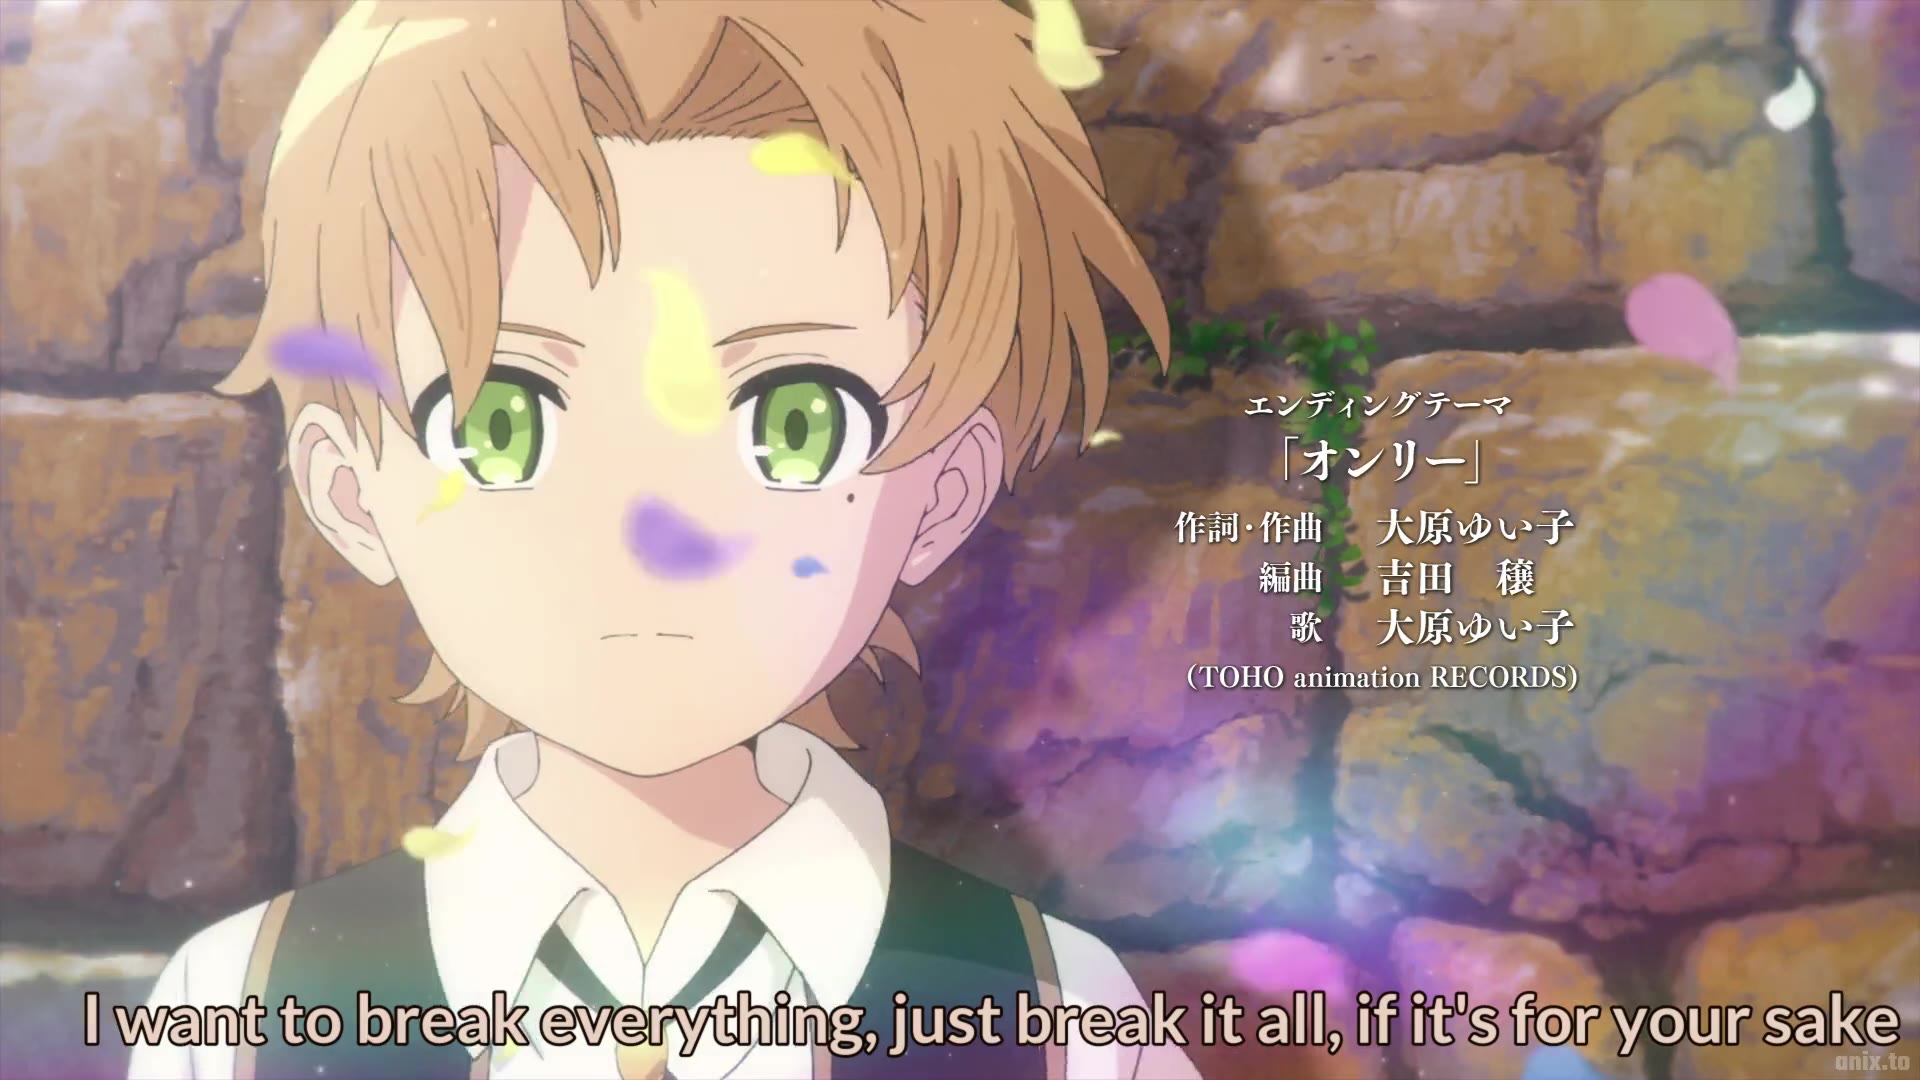 エンディングテーマ
「オンリー」
作詞・作曲　大原ゆい子
編曲　吉田　穣
歌　大原ゆい子
(TOHO animation RECORDS)
I want to break everything, just break it all, if it's for your sake
anix.to